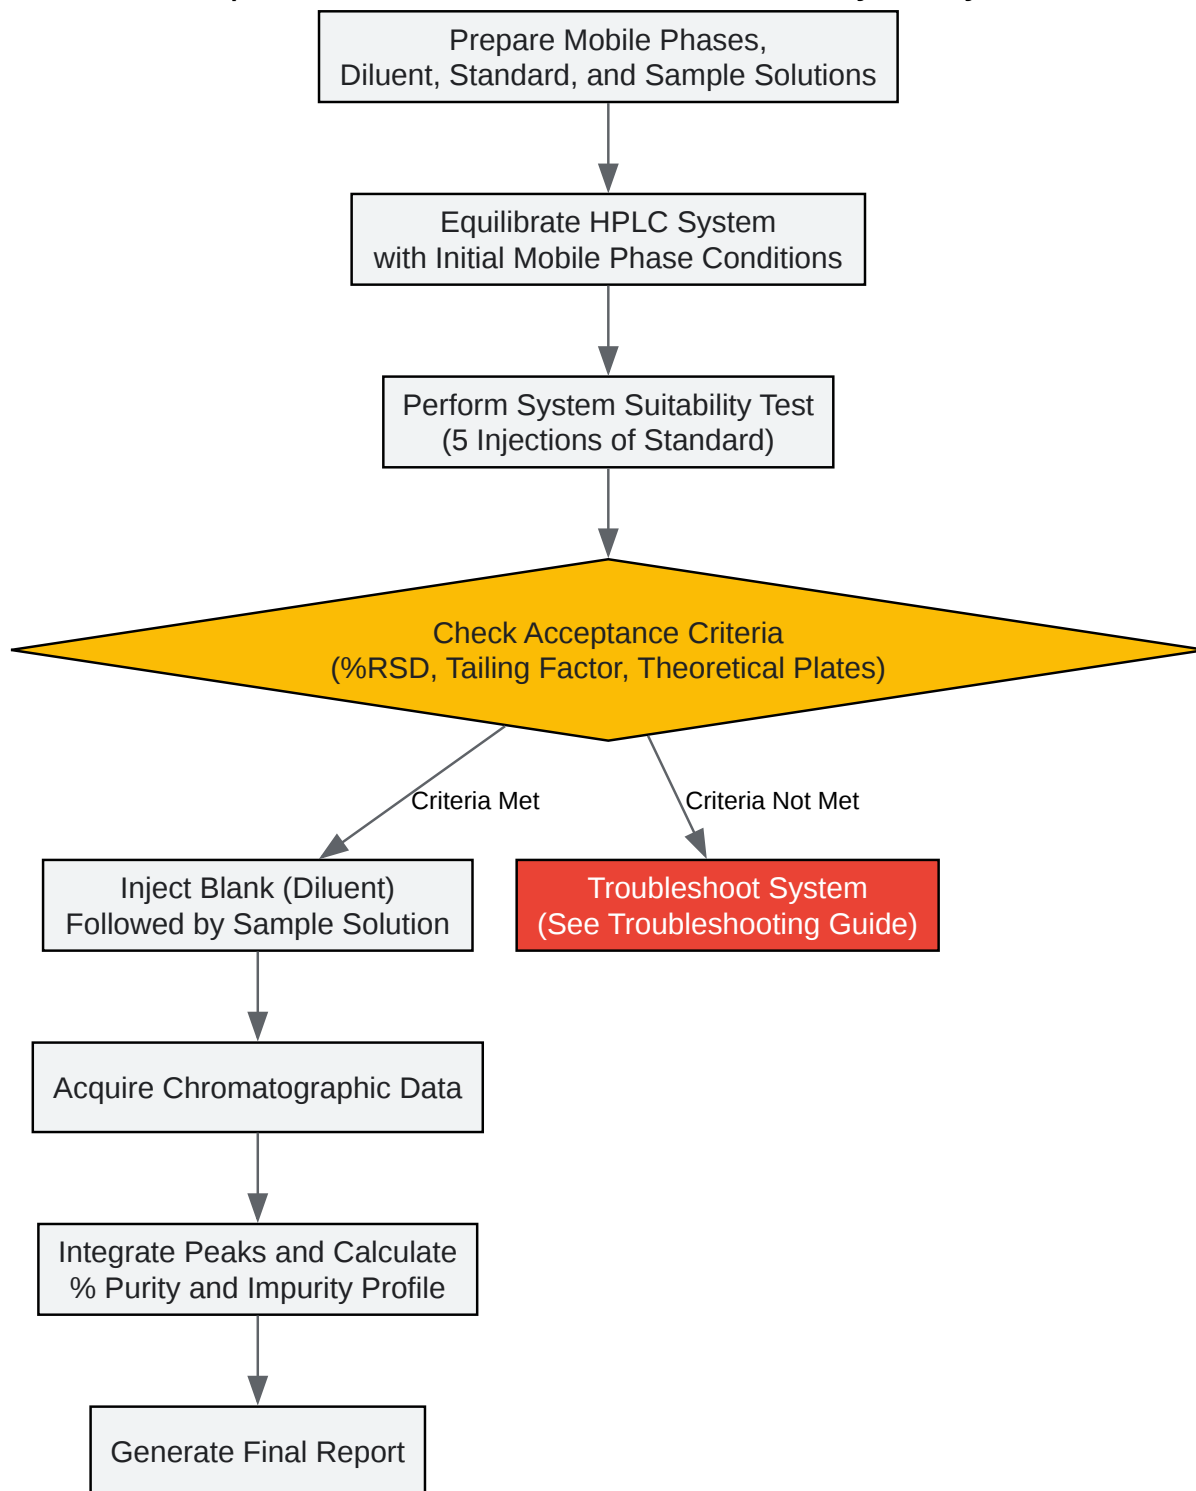 Prepare Mobile Phases,
Diluent, Standard, and Sample Solutions
Equilibrate HPLC System
with Initial Mobile Phase Conditions
Perform System Suitability Test
(5 Injections of Standard)
Check Acceptance Criteria
(%RSD, Tailing Factor, Theoretical Plates)
Criteria Met
Criteria Not Met
Inject Blank (Diluent)
Followed by Sample Solution
Troubleshoot System
(See Troubleshooting Guide)
Acquire Chromatographic Data
Integrate Peaks and Calculate
% Purity and Impurity Profile
Generate Final Report